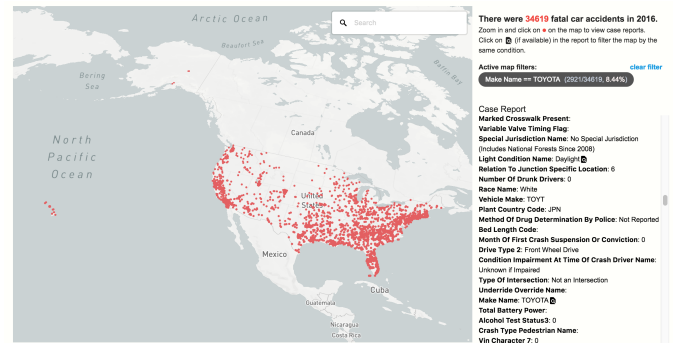 Arctic Ocean
Search
Beaufort Sea
Baffin Bay
Bering
Sea
Canada
North
Pacific
Ocean
United
States
Mexico
Cuba
Guatemala
Nicaragua
Costa Rica
There were 34619 fatal car accidents in 2016.
Zoom in and click on on the map to view case reports.
Click on (if available) in the report to filter the map by the
same condition.
Active map filters:
clear filter
Make Name == TOYOTA (2921/34619, 8.44%)
Case Report
Marked Crosswalk Present:
Variable Valve Timing Flag:
Special Jurisdiction Name: No Special Jurisdiction
(Includes National Forests Since 2008)
Light Condition Name: Daylight
Relation To Junction Specific Location: 6
Number Of Drunk Drivers: 0
Race Name: White
Vehicle Make: TOYT
Plant Country Code: JPN
Method Of Drug Determination By Police: Not Reported
Bed Length Code:
Month Of First Crash Suspension Or Conviction: 0
Drive Type 2: Front Wheel Drive
Condition Impairment At Time Of Crash Driver Name:
Unknown if Impaired
Type Of Intersection: Not an Intersection
Underride Override Name:
Make Name: TOYOTA
Total Battery Power:
Alcohol Test Status3: 0
Crash Type Pedestrian Name:
Vin Character 7: 0